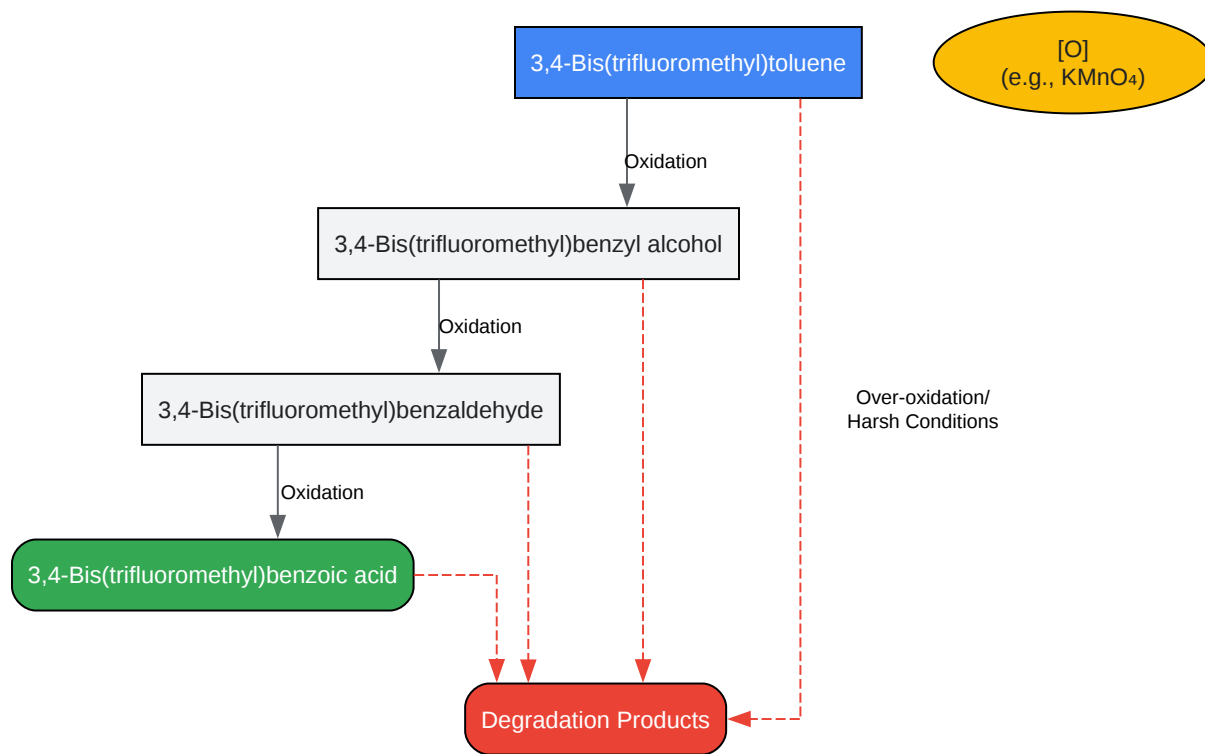 3,4-Bis(trifluoromethyl)toluene
[O]
(e.g., KMnO₄)
Oxidation
3,4-Bis(trifluoromethyl)benzyl alcohol
Oxidation
3,4-Bis(trifluoromethyl)benzaldehyde
Over-oxidation/
Harsh Conditions
Oxidation
3,4-Bis(trifluoromethyl)benzoic acid
Degradation Products